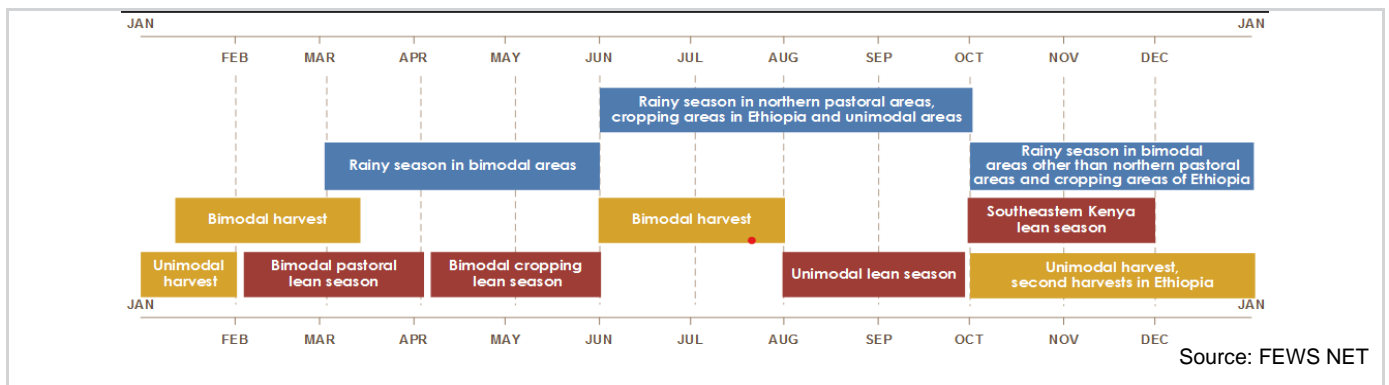 JAN JAN
FEB MAR APR MAY JUN JUL AUG SEP OCT NOV DEC
Rainy season in northern pastoral areas,
cropping areas in Ethiopia and unimodal areas
Rainy season in bimodal areas
Rainy season in bimodal
areas other than northern pastoral
areas and cropping areas of Ethiopia
Bimodal harvest
Bimodal harvest
Southeastern Kenya
lean season
Unimodal
harvest
Bimodal pastoral
lean season
Bimodal cropping
lean season
Unimodal lean season
Unimodal harvest,
second harvests in Ethiopia
JAN JAN
FEB MAR APR MAY JUN JUL AUG SEP OCT NOV DEC
Source: FEWS NET